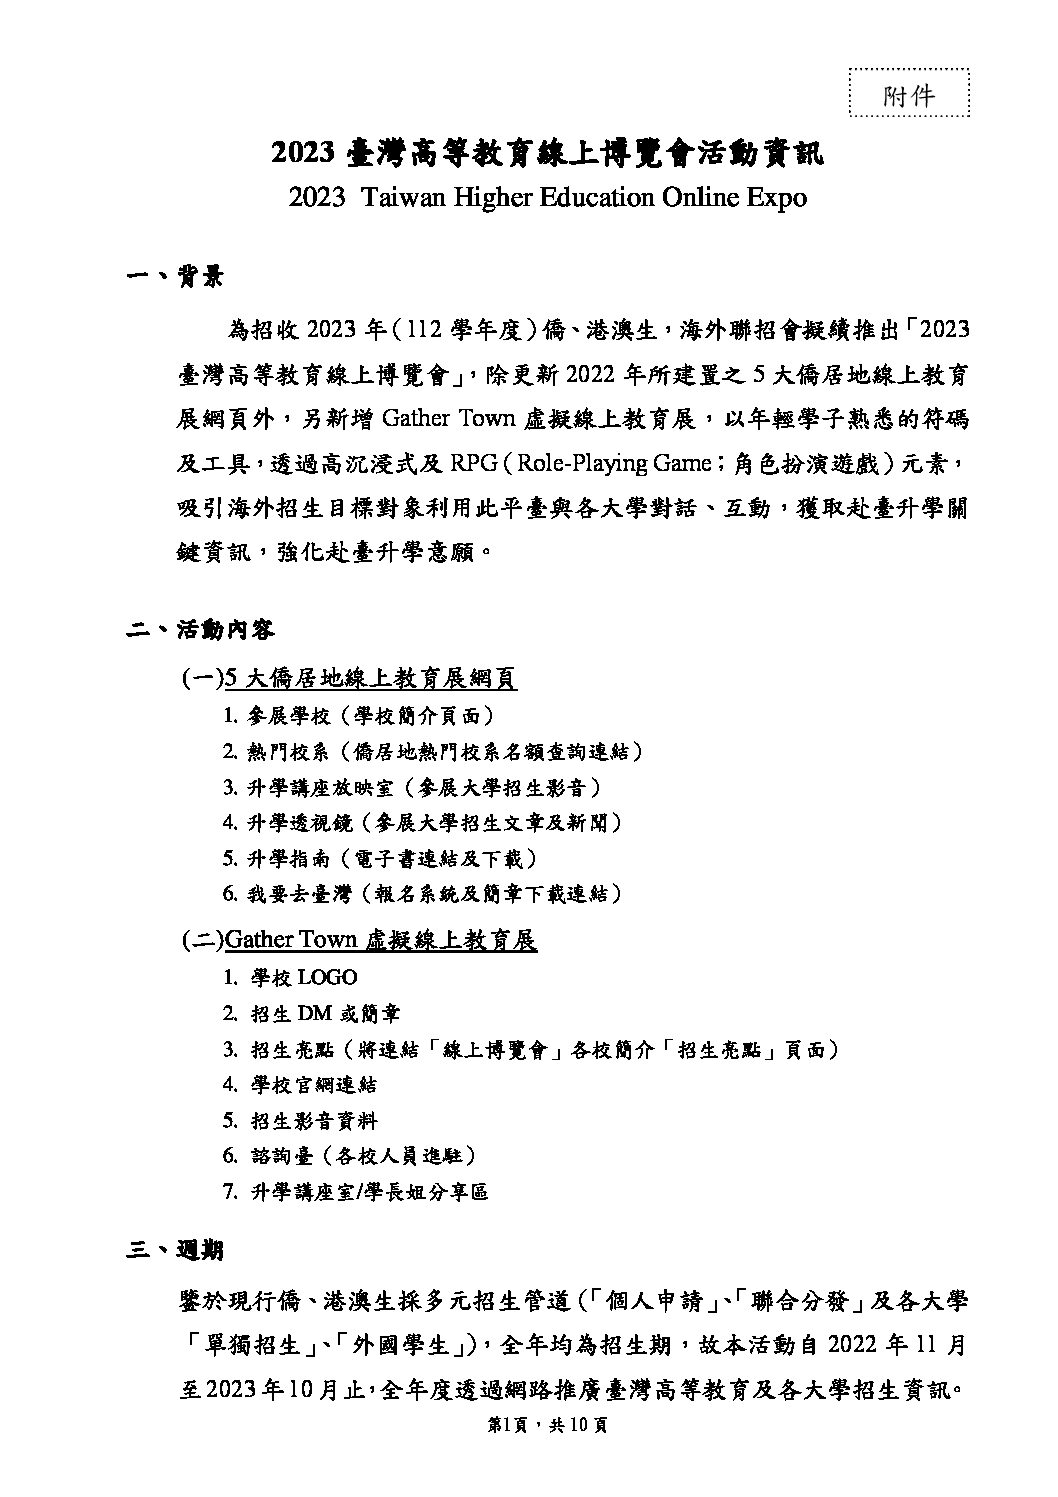 附件
2023 臺灣高等教育線上博覽會活動資訊
2023 Taiwan Higher Education Online Expo
一、背景
為招收 2023 年（112 學年度）僑、港澳生，海外聯招會擬續推出「2023
臺灣高等教育線上博覽會」，除更新 2022 年所建置之 5 大僑居地線上教育
展網頁外，另新增 Gather Town 虛擬線上教育展，以年輕學子熟悉的符碼
及工具，透過高沉浸式及 RPG（Role-Playing Game；角色扮演遊戲）元素，
吸引海外招生目標對象利用此平臺與各大學對話、互動，獲取赴臺升學關
鍵資訊，強化赴臺升學意願。
二、活動內容
(一)5 大僑居地線上教育展網頁
1. 參展學校（學校簡介頁面）
2. 熱門校系（僑居地熱門校系名額查詢連結）
3. 升學講座放映室（參展大學招生影音）
4. 升學透視鏡（參展大學招生文章及新聞）
5. 升學指南（電子書連結及下載）
6. 我要去臺灣（報名系統及簡章下載連結）
(二)Gather Town 虛擬線上教育展
1. 學校 LOGO
2. 招生 DM 或簡章
3. 招生亮點（將連結「線上博覽會」各校簡介「招生亮點」頁面）
4. 學校官網連結
5. 招生影音資料
6. 諮詢臺（各校人員進駐）
7. 升學講座室/學長姐分享區
三、週期
鑒於現行僑、港澳生採多元招生管道（「個人申請」、「聯合分發」及各大學
「單獨招生」、「外國學生」），全年均為招生期，故本活動自 2022 年 11 月
至 2023 年 10 月止，全年度透過網路推廣臺灣高等教育及各大學招生資訊。
第1頁，共 10 頁